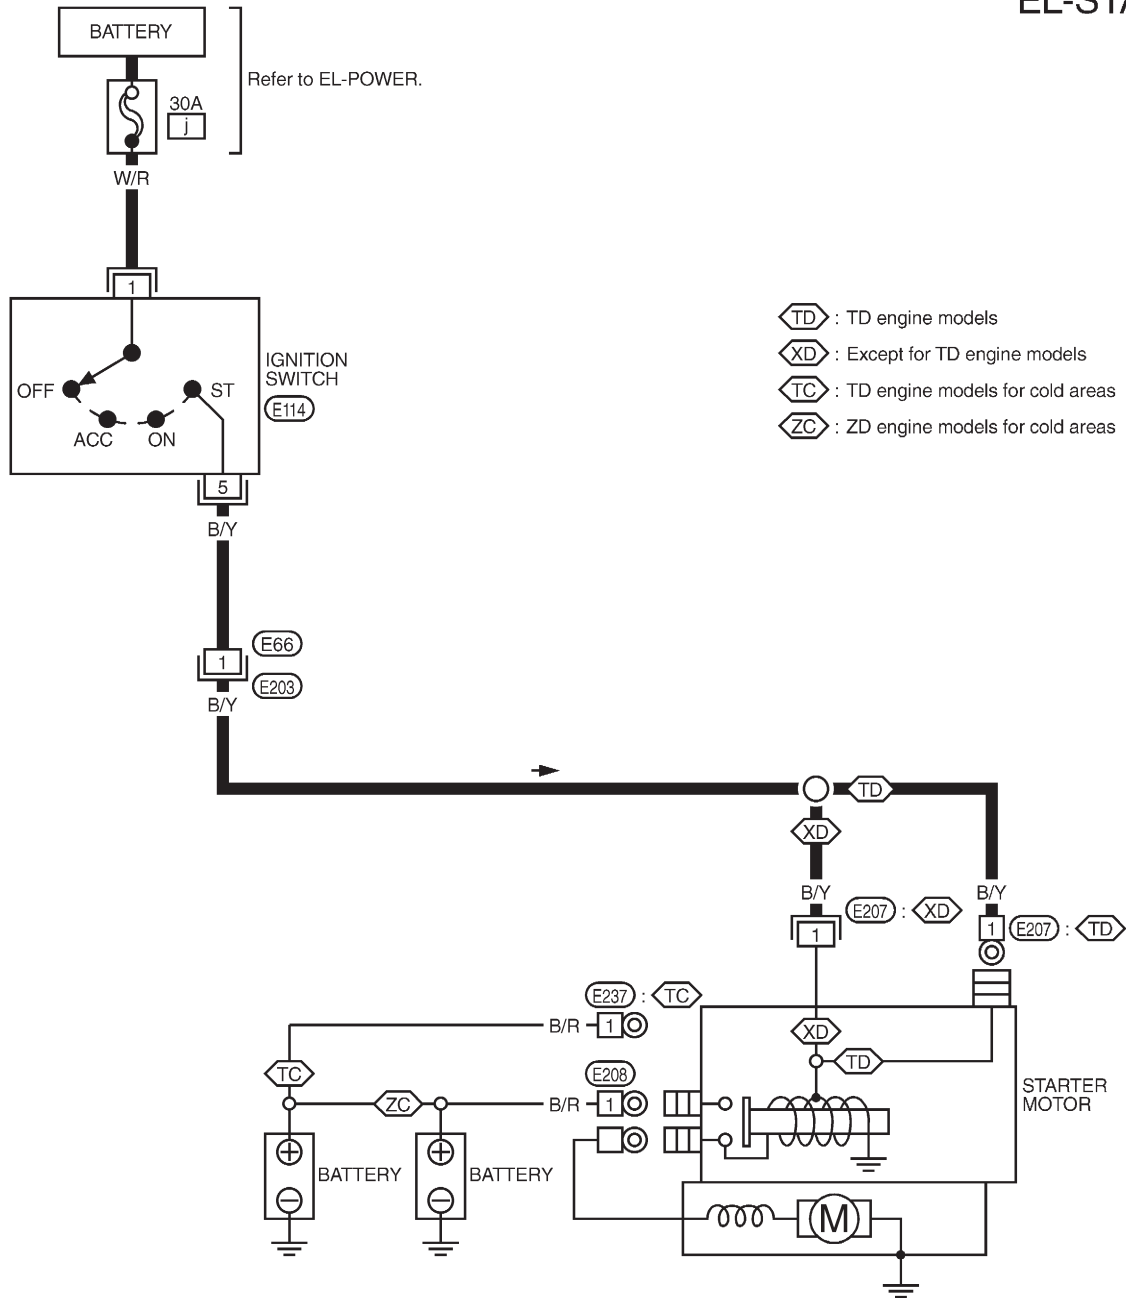 EL-STA
BATTERY
Refer to EL-POWER.
30A
j
W/R
1
IGNITION
SWITCH
E114
OFF
ACC
ON
ST
5
B/Y
TD : TD engine models
XD : Except for TD engine models
TC : TD engine models for cold areas
ZC : ZD engine models for cold areas
E66
1
E203
B/Y
TD
XD
B/Y
B/Y
E207 : XD
1
1
E207 : TD
E237 : TC
B/R
1
XD
TD
TC
E208
ZC
B/R
1
STARTER
MOTOR
BATTERY
BATTERY
M